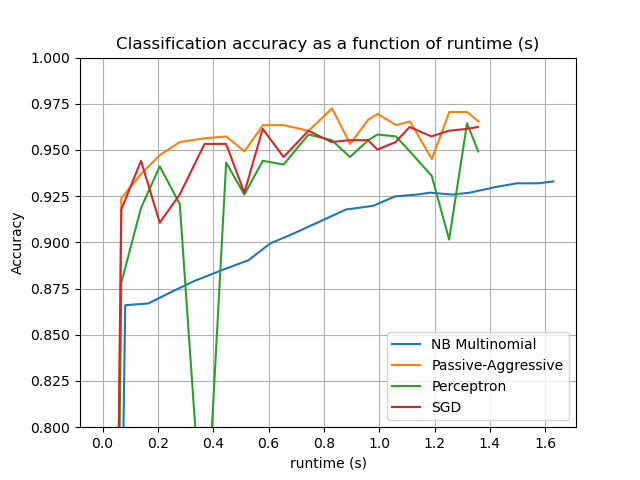 Classification accuracy as a function of runtime (s)
1.000
0.975
0.950
0.925
0.900
0.875
0.850
0.825
0.800
Accuracy
NB Multinomial
Passive-Aggressive
Perceptron
SGD
0.0 0.2 0.4 0.6 0.8 1.0 1.2 1.4 1.6
runtime (s)